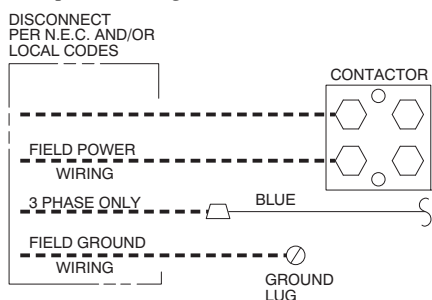 DISCONNECT
PER N.E.C. AND/OR
LOCAL CODES
CONTACTOR
FIELD POWER
WIRING
3 PHASE ONLY
BLUE
FIELD GROUND
WIRING
GROUND
LUG